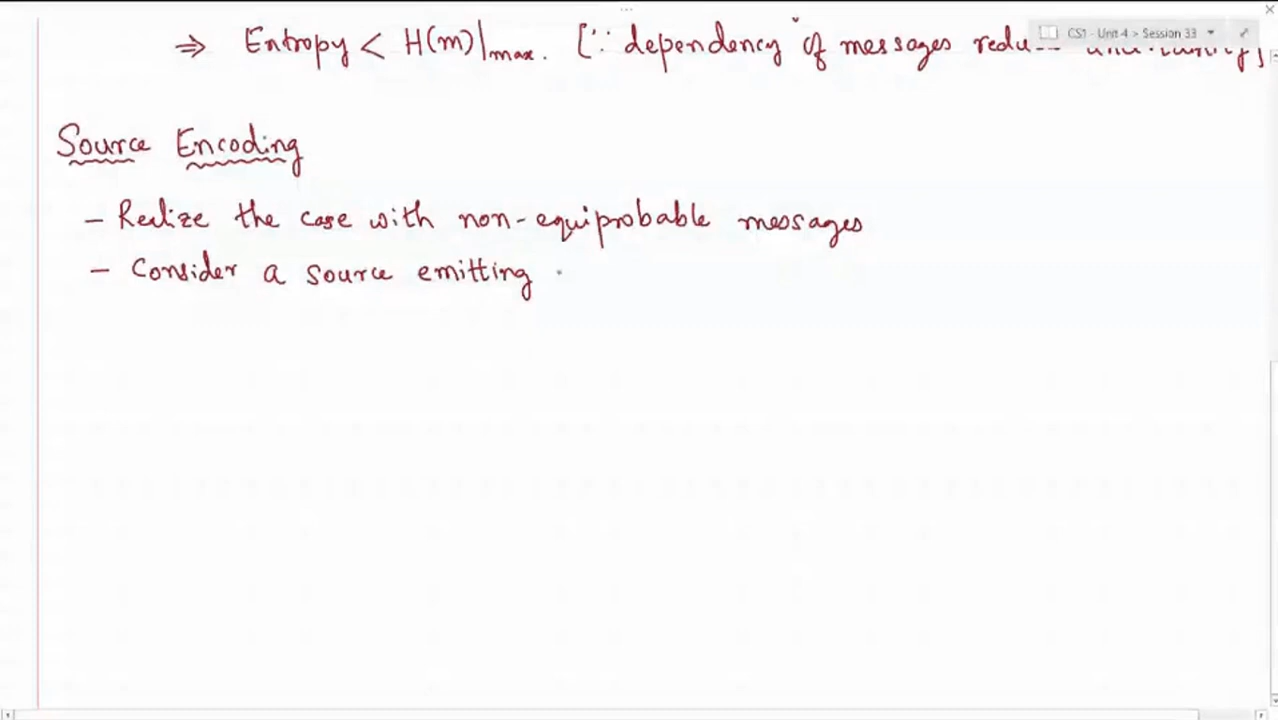 ⇒ Entropy < H(m)|max. [∵ dependency of messages
CS1 - Unit 4 > Session 33
Source Encoding
- Realize the case with non-equiprobable messages
- Consider a source emitting